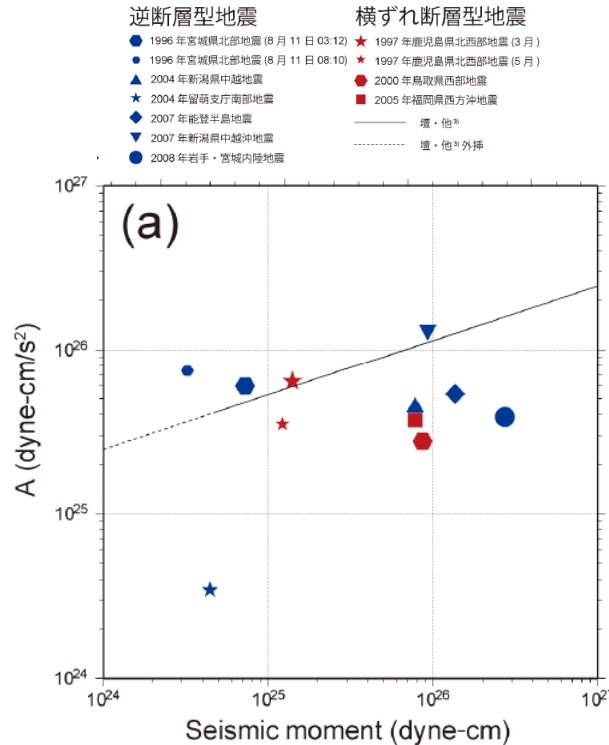 逆断層型地震
1996 年宮城県北部地震 (8 月 11 日 03:12)
1996 年宮城県北部地震 (8 月 11 日 08:10)
2004 年新潟県中越地震
2004 年留萌支庁南部地震
2007 年能登半島地震
2007 年新潟県中越沖地震
2008 年岩手・宮城内陸地震
横ずれ断層型地震
1997 年鹿児島県北西部地震 (3 月)
1997 年鹿児島県北西部地震 (5 月)
2000 年鳥取県西部地震
2005 年福岡県西方沖地震
壇・他³⁾
壇・他³⁾ 外挿
(a)
10²⁷
10²⁶
10²⁵
10²⁴
A (dyne-cm/s²)
10²⁴ 10²⁵ 10²⁶ 10²⁷
Seismic moment (dyne-cm)